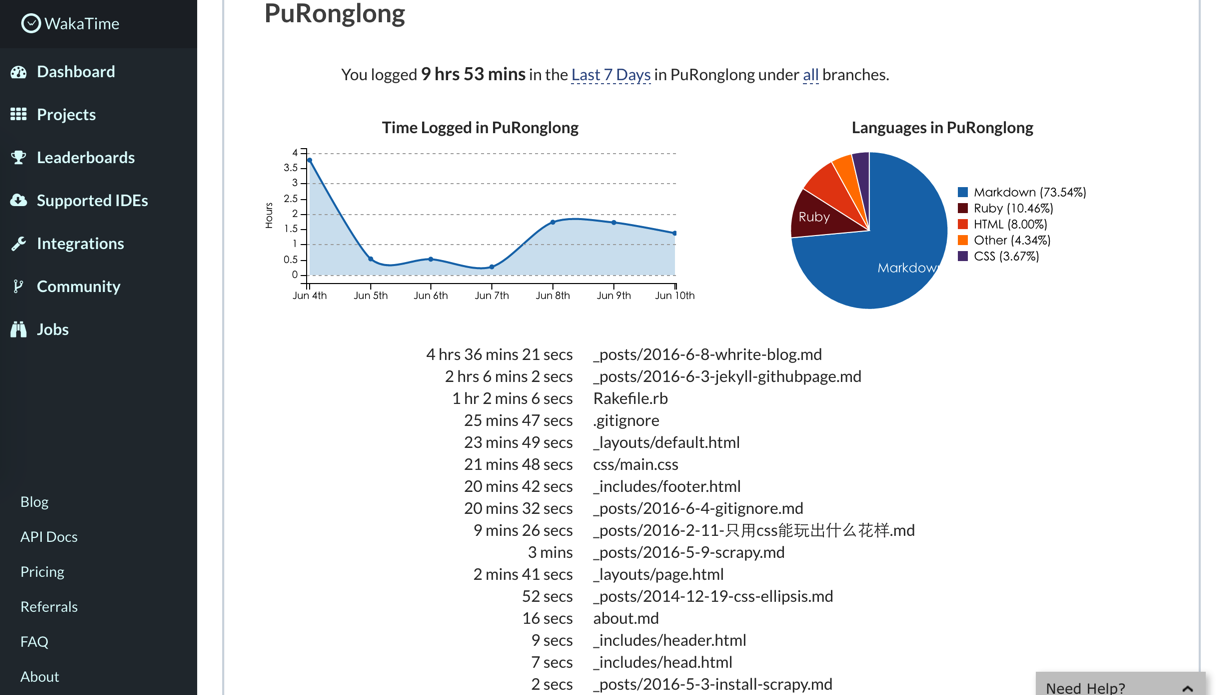 WakaTime
Dashboard
Projects
Leaderboards
Supported IDEs
Integrations
Community
Jobs
Blog
API Docs
Pricing
Referrals
FAQ
About
PuRonglong
You logged 9 hrs 53 mins in the Last 7 Days in PuRonglong under all branches.
Time Logged in PuRonglong
Hours
4
3.5
3
2.5
2
1.5
1
0.5
0
Jun 4th Jun 5th Jun 6th Jun 7th Jun 8th Jun 9th Jun 10th
Languages in PuRonglong
Ruby
Markdow
Markdown (73.54%)
Ruby (10.46%)
HTML (8.00%)
Other (4.34%)
CSS (3.67%)
4 hrs 36 mins 21 secs _posts/2016-6-8-whrite-blog.md
2 hrs 6 mins 2 secs _posts/2016-6-3-jekyll-githubpage.md
1 hr 2 mins 6 secs Rakefile.rb
25 mins 47 secs .gitignore
23 mins 49 secs _layouts/default.html
21 mins 48 secs css/main.css
20 mins 42 secs _includes/footer.html
20 mins 32 secs _posts/2016-6-4-gitignore.md
9 mins 26 secs _posts/2016-2-11-只用css能玩出什么花样.md
3 mins _posts/2016-5-9-scrapy.md
2 mins 41 secs _layouts/page.html
52 secs _posts/2014-12-19-css-ellipsis.md
16 secs about.md
9 secs _includes/header.html
7 secs _includes/head.html
2 secs _posts/2016-5-3-install-scrapy.md
Need Help?